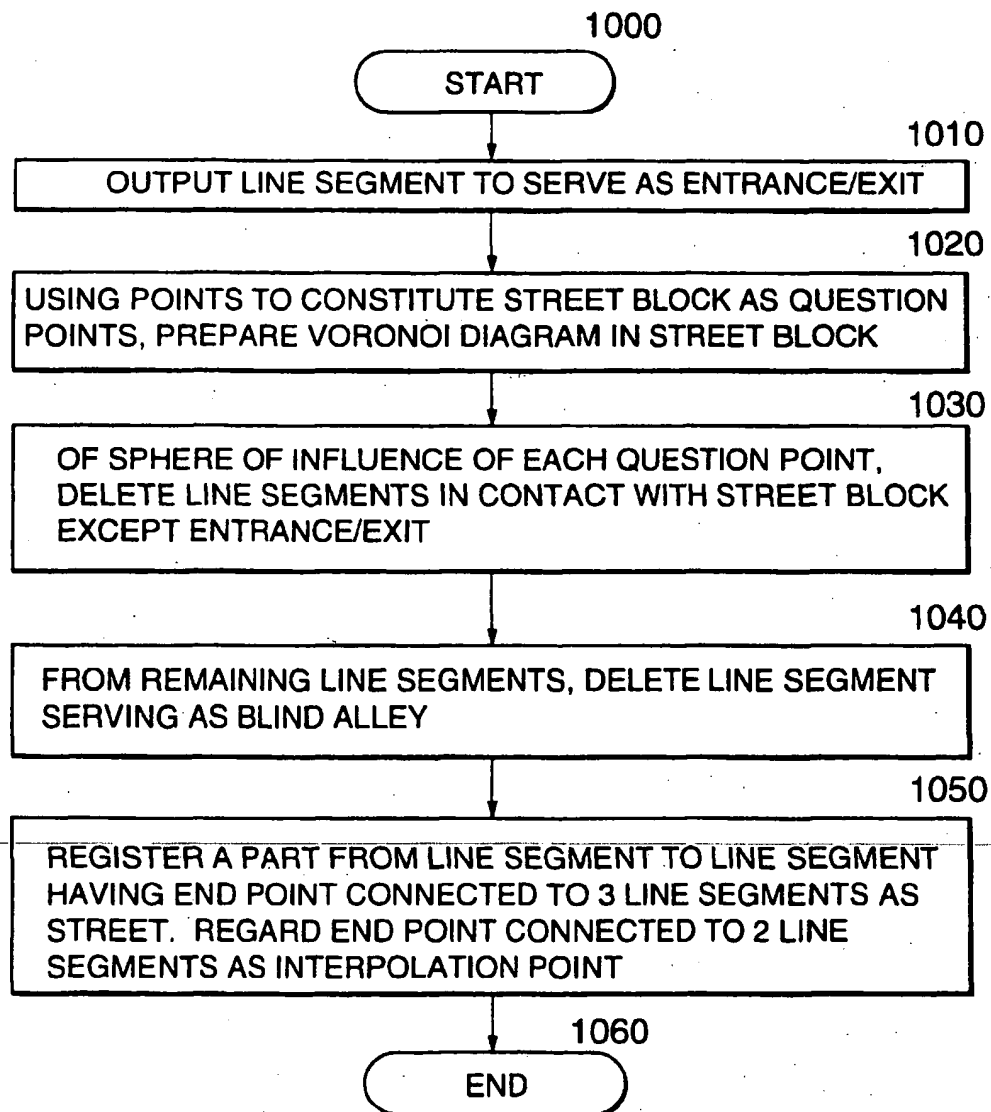 1000
START
1010
OUTPUT LINE SEGMENT TO SERVE AS ENTRANCE/EXIT
1020
USING POINTS TO CONSTITUTE STREET BLOCK AS QUESTION
POINTS, PREPARE VORONOI DIAGRAM IN STREET BLOCK
1030
OF SPHERE OF INFLUENCE OF EACH QUESTION POINT,
DELETE LINE SEGMENTS IN CONTACT WITH STREET BLOCK
EXCEPT ENTRANCE/EXIT
1040
FROM REMAINING LINE SEGMENTS, DELETE LINE SEGMENT
SERVING AS BLIND ALLEY
1050
REGISTER A PART FROM LINE SEGMENT TO LINE SEGMENT
HAVING END POINT CONNECTED TO 3 LINE SEGMENTS AS
STREET. REGARD END POINT CONNECTED TO 2 LINE
SEGMENTS AS INTERPOLATION POINT
1060
END